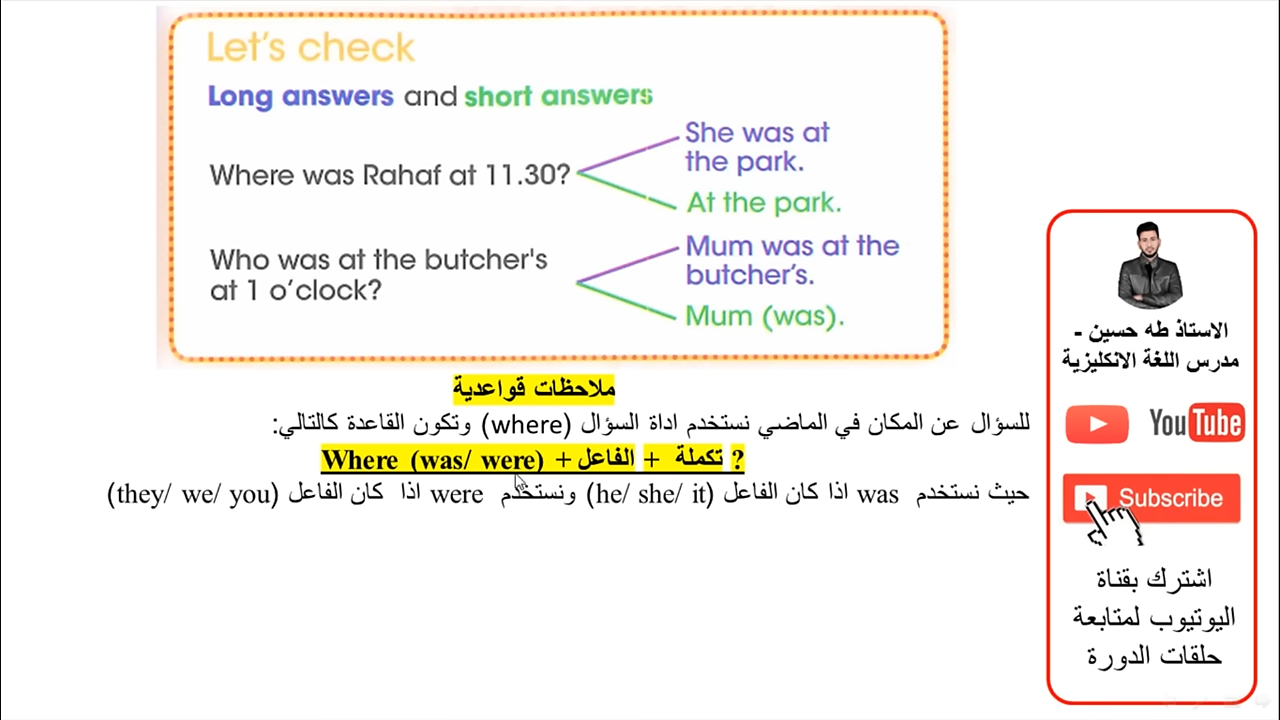 Let's check
Long answers and short answers
Where was Rahaf at 11.30?
She was at
the park.
At the park.
Who was at the butcher's
at 1 o'clock?
Mum was at the
butcher's.
Mum (was).
ملاحظات قواعدية
للسؤال عن المكان في الماضي نستخدم اداة السؤال (where) وتكون القاعدة كالتالي:
Where (was/ were) + الفاعل + تكملة ?
حيث نستخدم was اذا كان الفاعل (he/ she/ it) ونستخدم were اذا كان الفاعل (they/ we/ you)
الاستاذ طه حسين -
مدرس اللغة الانكليزية
YouTube
Subscribe
اشترك بقناة
اليوتيوب لمتابعة
حلقات الدورة